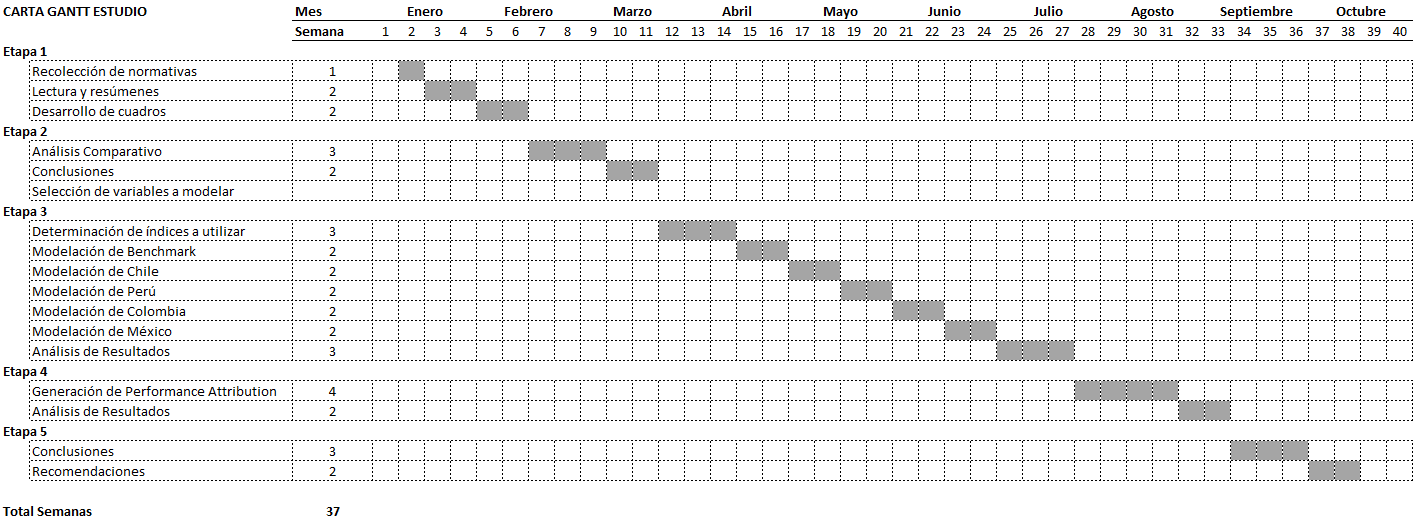 CARTA GANTT ESTUDIO Mes Enero Febrero Marzo Abril Mayo Junio Julio Agosto Septiembre Octubre
Semana 1 2 3 4 5 6 7 8 9 10 11 12 13 14 15 16 17 18 19 20 21 22 23 24 25 26 27 28 29 30 31 32 33 34 35 36 37 38 39 40
Etapa 1
Recolección de normativas 1
Lectura y resúmenes 2
Desarrollo de cuadros 2
Etapa 2
Análisis Comparativo 3
Conclusiones 2
Selección de variables a modelar
Etapa 3
Determinación de índices a utilizar 3
Modelación de Benchmark 2
Modelación de Chile 2
Modelación de Perú 2
Modelación de Colombia 2
Modelación de México 2
Análisis de Resultados 3
Etapa 4
Generación de Performance Attribution 4
Análisis de Resultados 2
Etapa 5
Conclusiones 3
Recomendaciones 2
Total Semanas 37